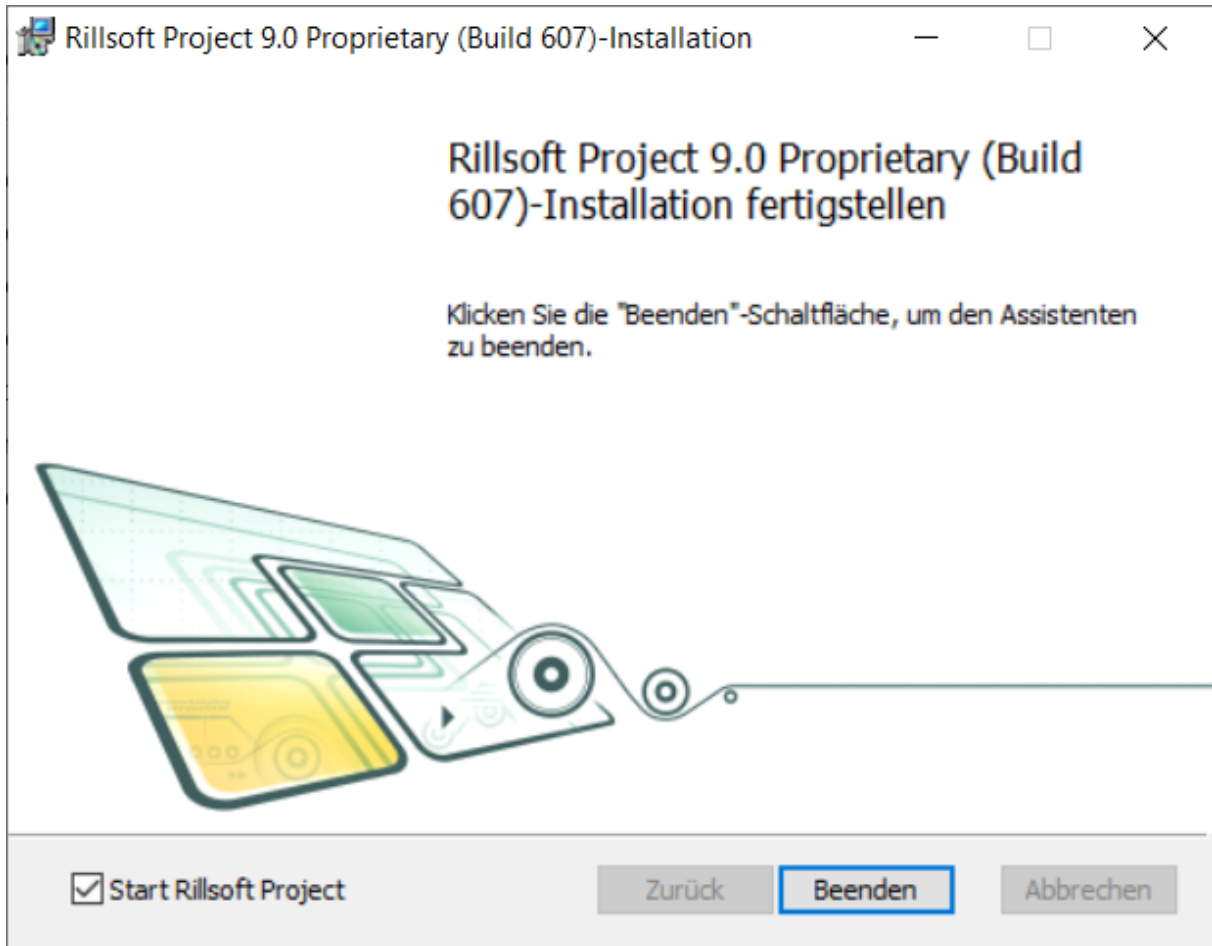 Rillsoft Project 9.0 Proprietary (Build 607)-Installation
Rillsoft Project 9.0 Proprietary (Build
607)-Installation fertigstellen
Klicken Sie die "Beenden"-Schaltfläche, um den Assistenten
zu beenden.
Start Rillsoft Project
Zurück
Beenden
Abbrechen